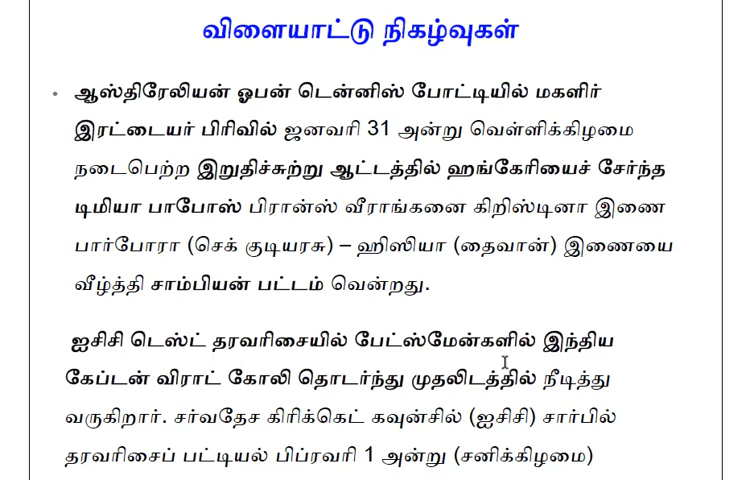 விளையாட்டு நிகழ்வுகள்
• ஆஸ்திரேலியன் ஓபன் டென்னிஸ் போட்டியில் மகளிர்
இரட்டையர் பிரிவில் ஜனவரி 31 அன்று வெள்ளிக்கிழமை
நடைபெற்ற இறுதிச்சுற்று ஆட்டத்தில் ஹங்கேரியைச் சேர்ந்த
டிமியா பாபோஸ் பிரான்ஸ் வீராங்கனை கிறிஸ்டினா இணை
பார்போரா (செக் குடியரசு) – ஹிஸியா (தைவான்) இணையை
வீழ்த்தி சாம்பியன் பட்டம் வென்றது.
ஐசிசி டெஸ்ட் தரவரிசையில் பேட்ஸ்மேன்களில் இந்திய
கேப்டன் விராட் கோலி தொடர்ந்து முதலிடத்தில் நீடித்து
வருகிறார். சர்வதேச கிரிக்கெட் கவுன்சில் (ஐசிசி) சார்பில்
தரவரிசைப் பட்டியல் பிப்ரவரி 1 அன்று (சனிக்கிழமை)